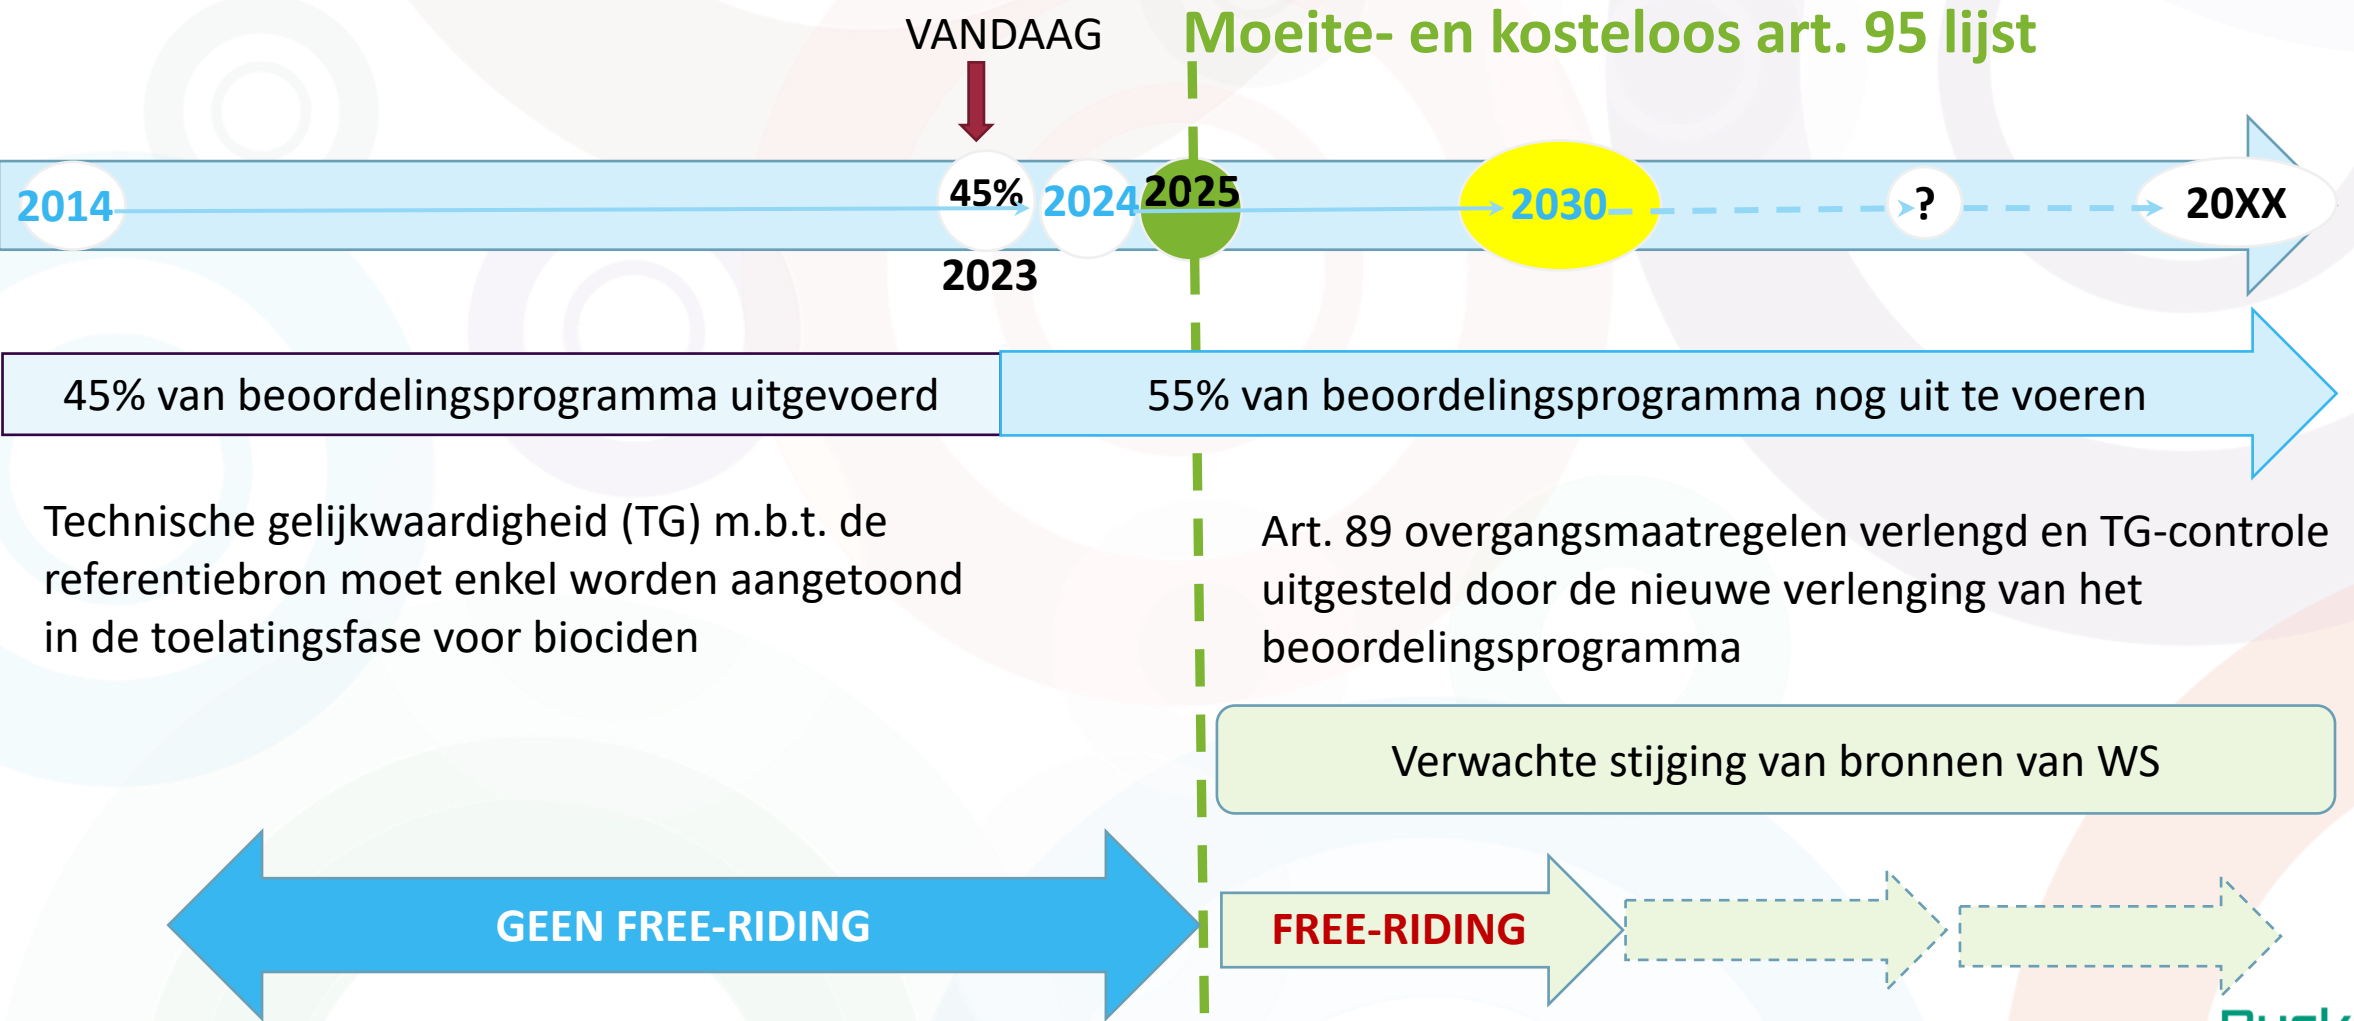 VANDAAG
Moeite- en kosteloos art. 95 lijst
2014
45%
2024
2025
2030
?
20XX
2023
45% van beoordelingsprogramma uitgevoerd
55% van beoordelingsprogramma nog uit te voeren
Technische gelijkwaardigheid (TG) m.b.t. de
referentiebron moet enkel worden aangetoond
in de toelatingsfase voor biociden
Art. 89 overgangsmaatregelen verlengd en TG-controle
uitgesteld door de nieuwe verlenging van het
beoordelingsprogramma
Verwachte stijging van bronnen van WS
GEEN FREE-RIDING
FREE-RIDING